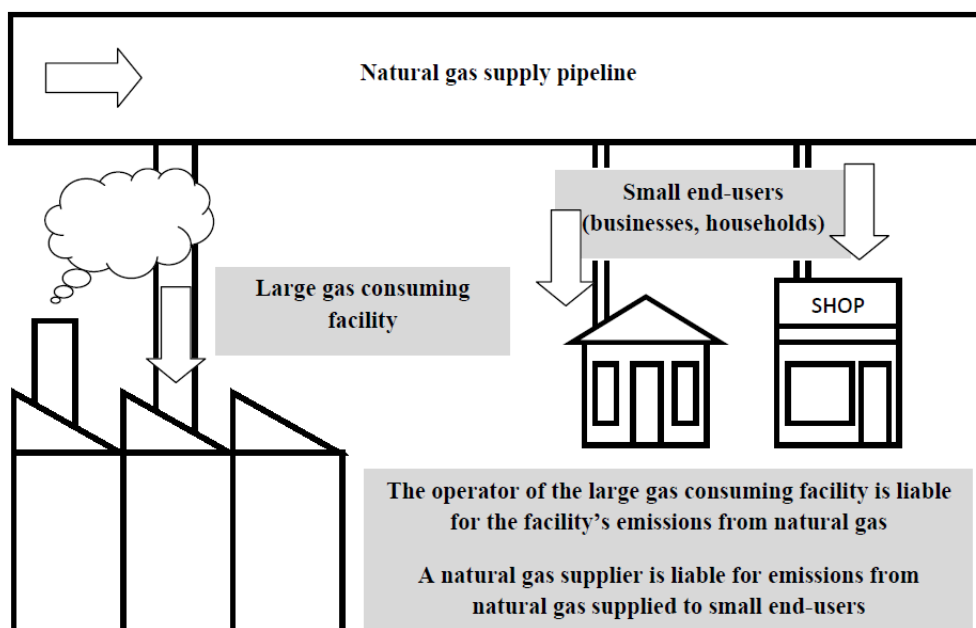 Natural gas supply pipeline
Small end-users
(businesses, households)
Large gas consuming
facility
SHOP
The operator of the large gas consuming facility is liable
for the facility’s emissions from natural gas
A natural gas supplier is liable for emissions from
natural gas supplied to small end-users